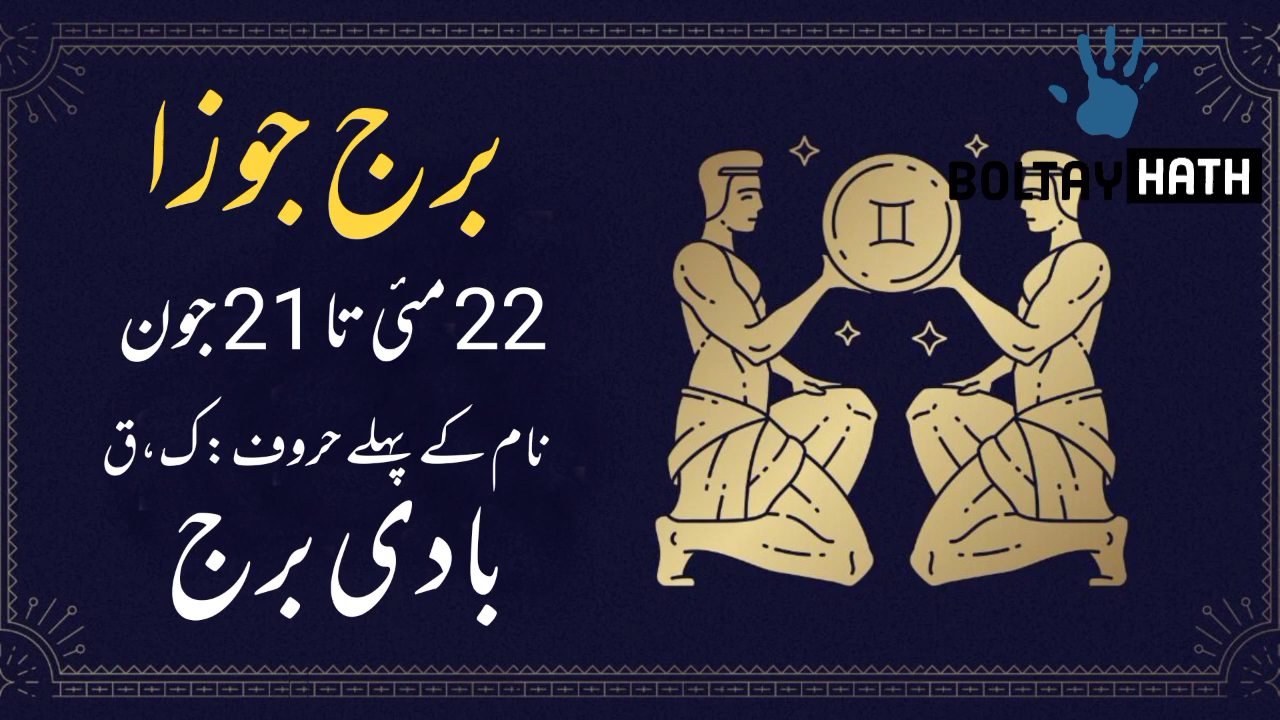 برج جوزا
22 مئی تا 21 جون
نام کے پہلے حروف : ک، ق
بادی برج
BOLTAY HATH